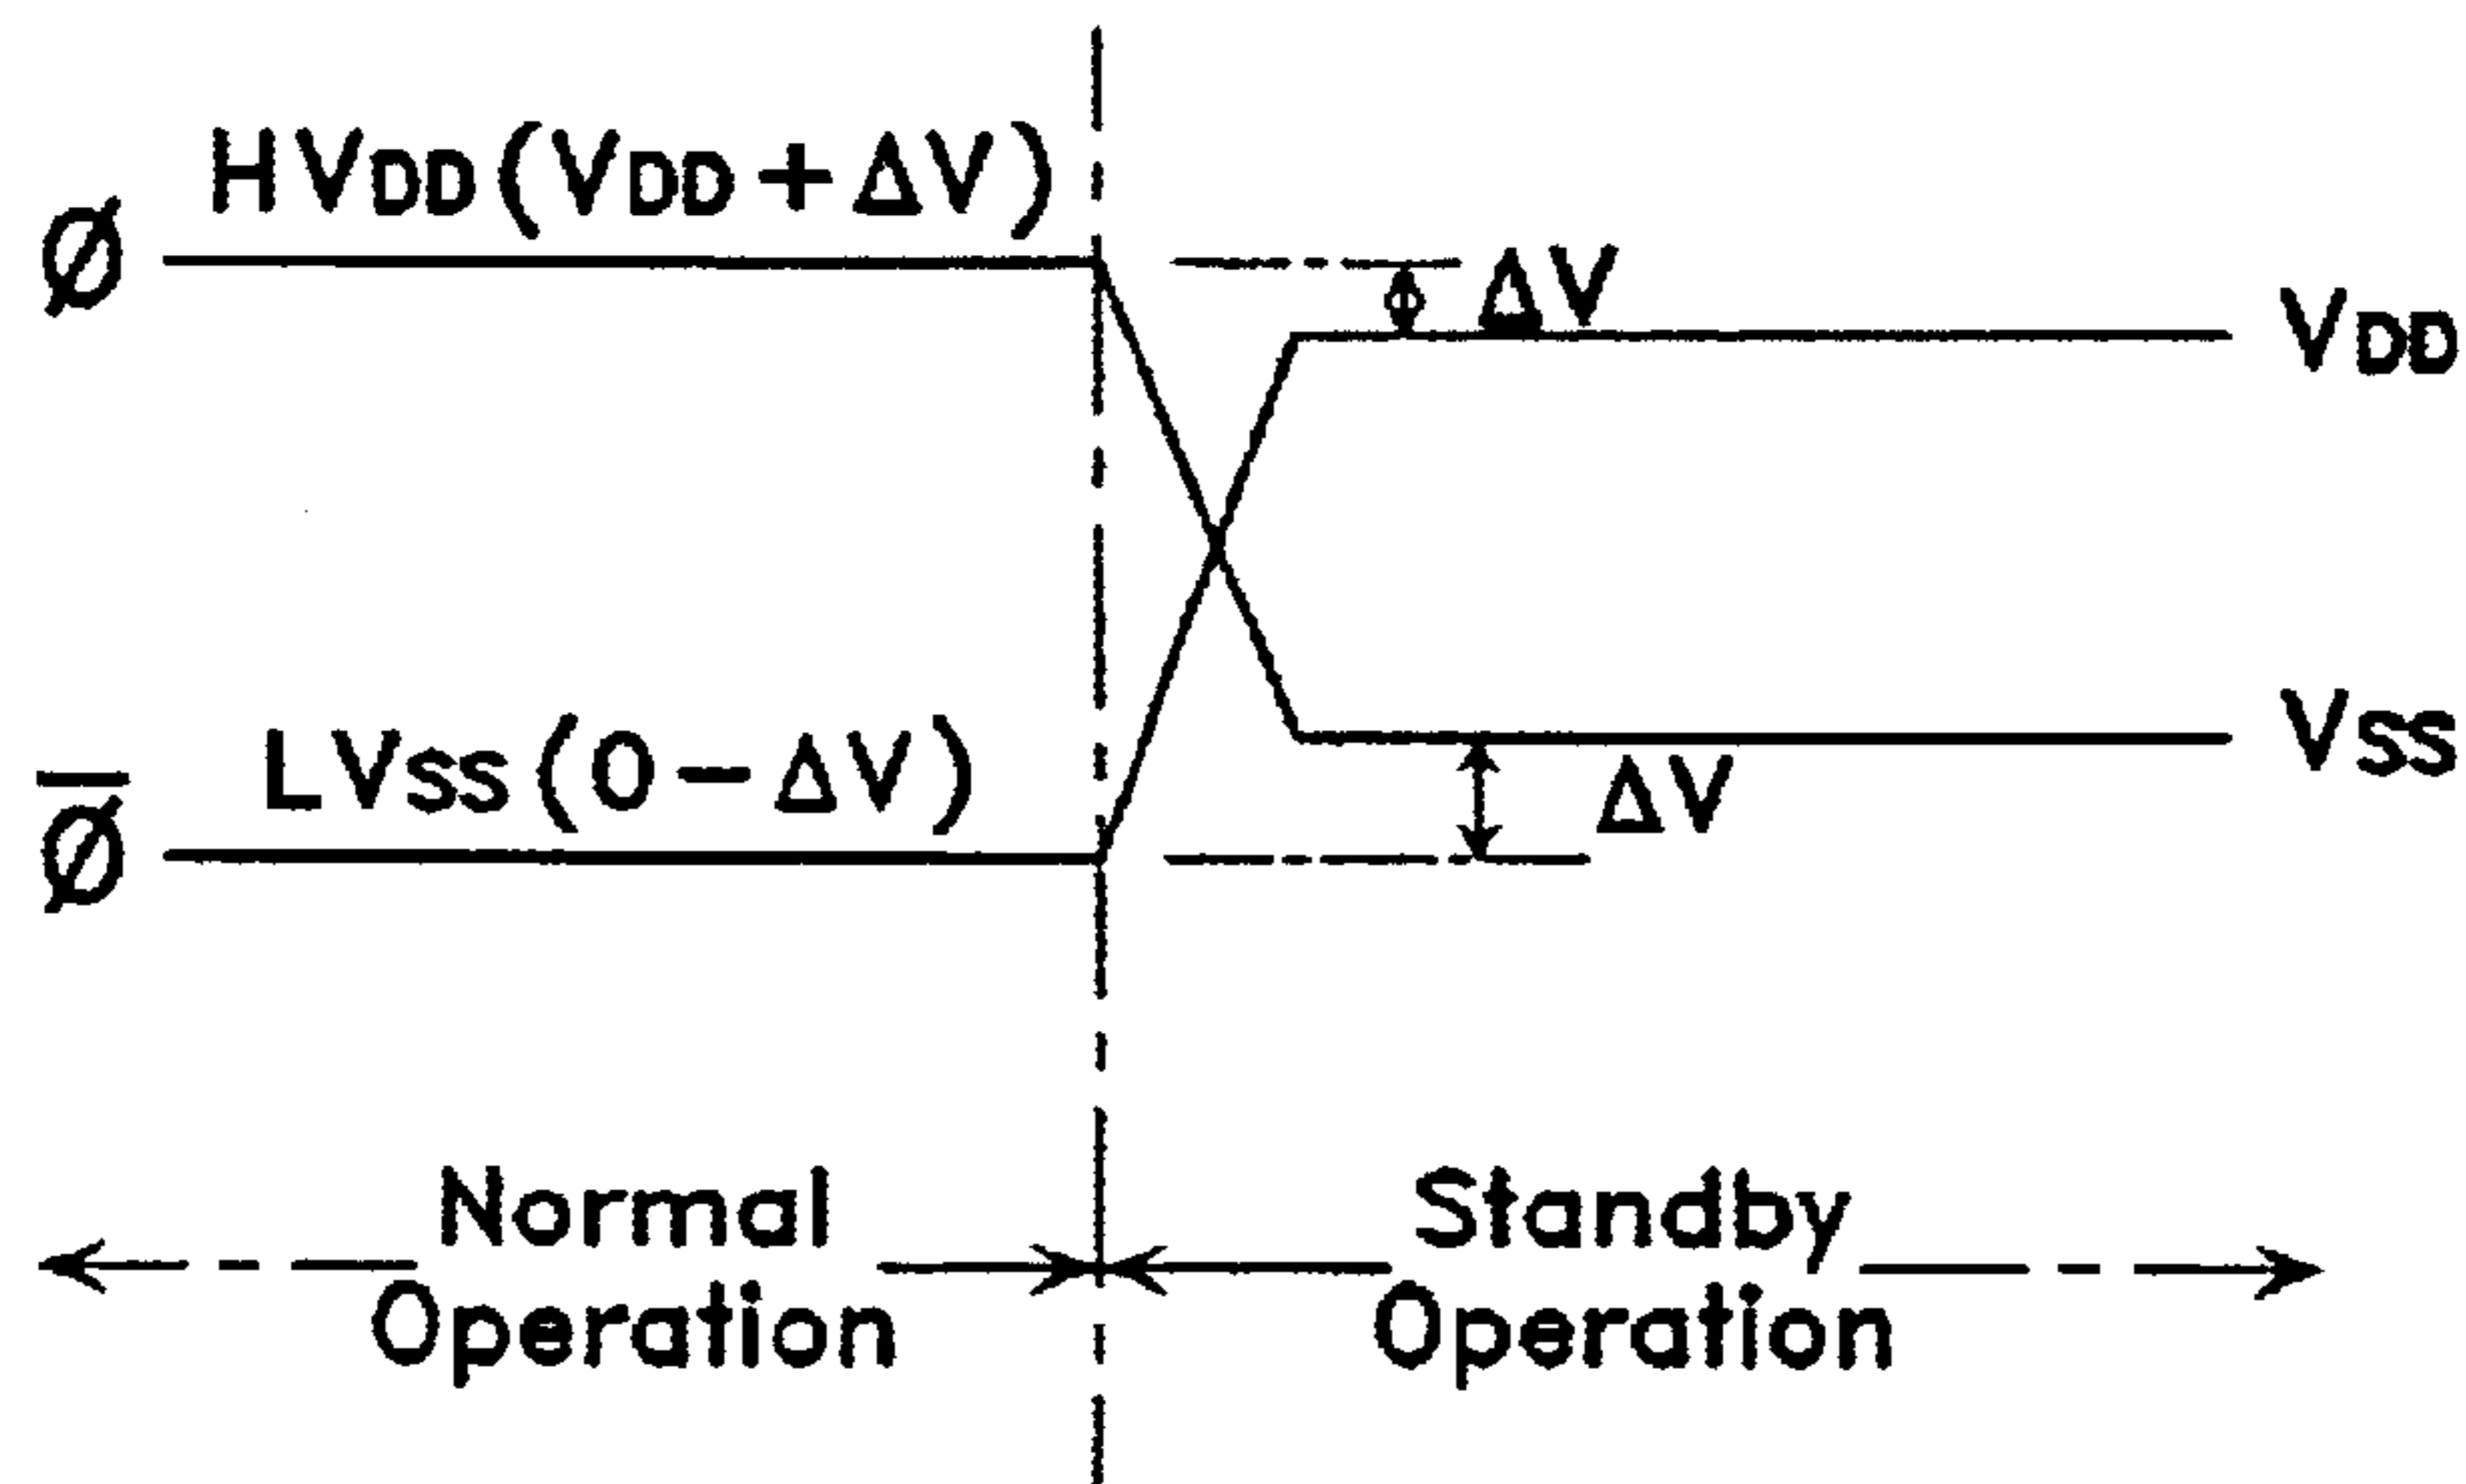 HVDD(VDD+ΔV)
Ø
ΔV
VDD
LVSS(0-ΔV)
Ø̅
VSS
ΔV
Normal
Operation
Standby
Operation